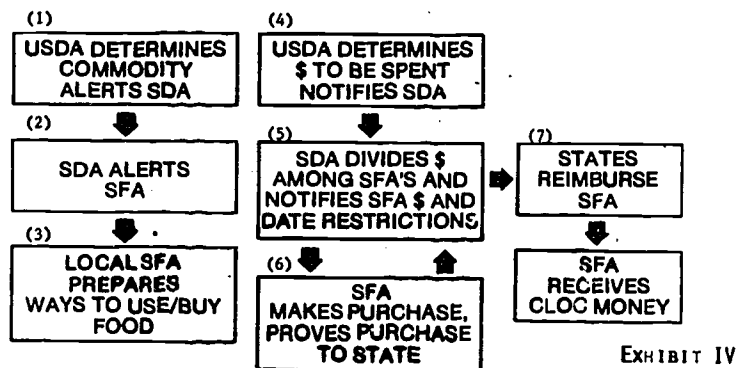 (1)
USDA DETERMINES
COMMODITY
ALERTS SDA
(2)
SDA ALERTS
SFA
(3)
LOCAL SFA
PREPARES
WAYS TO USE/BUY
FOOD
(4)
USDA DETERMINES
$ TO BE SPENT
NOTIFIES SDA
(5)
SDA DIVIDES $
AMONG SFA'S AND
NOTIFIES SFA $ AND
DATE RESTRICTIONS
(6)
SFA
MAKES PURCHASE,
PROVES PURCHASE
TO STATE
(7)
STATES
REIMBURSE
SFA
SFA
RECEIVES
CLOC MONEY
EXHIBIT IV